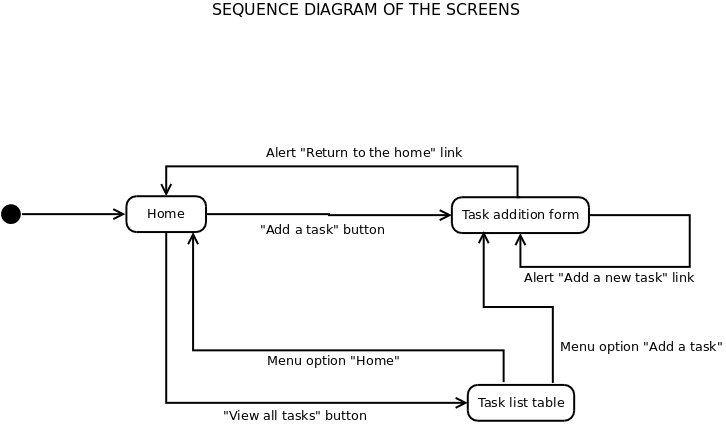 SEQUENCE DIAGRAM OF THE SCREENS
Alert "Return to the home" link
Home
Task addition form
"Add a task" button
Alert "Add a new task" link
Menu option "Add a task"
Menu option "Home"
Task list table
"View all tasks" button